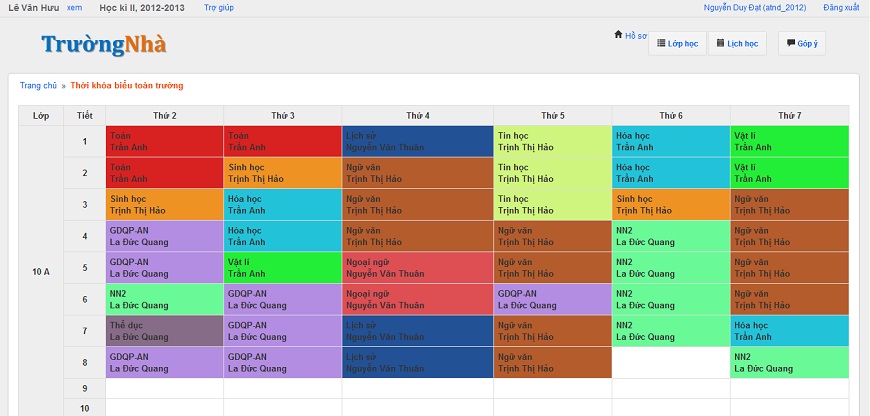 Lê Văn Hưu xem Học kì II, 2012-2013 Trợ giúp Nguyễn Duy Đạt (atnd_2012) Đăng xuất
TrườngNhà Hồ sơ Lớp học Lịch học Góp ý
Trang chủ » Thời khóa biểu toàn trường
Lớp Tiết Thứ 2 Thứ 3 Thứ 4 Thứ 5 Thứ 6 Thứ 7
1 Toán Toán Lịch sử Tin học Hóa học Vật lí
Trần Anh Trần Anh Nguyễn Văn Thuân Trịnh Thị Hảo Trần Anh Trần Anh
2 Toán Sinh học Ngữ văn Tin học Hóa học Vật lí
Trần Anh Trịnh Thị Hảo Trịnh Thị Hảo Trịnh Thị Hảo Trần Anh Trần Anh
3 Sinh học Hóa học Ngữ văn Tin học Sinh học Ngữ văn
Trịnh Thị Hảo Trần Anh Trịnh Thị Hảo Trịnh Thị Hảo Trịnh Thị Hảo Trịnh Thị Hảo
4 GDQP-AN Hóa học Ngữ văn Ngữ văn NN2 Ngữ văn
La Đức Quang Trần Anh Trịnh Thị Hảo Trịnh Thị Hảo La Đức Quang Trịnh Thị Hảo
10 A 5 GDQP-AN Vật lí Ngoại ngữ Ngữ văn NN2 Ngữ văn
La Đức Quang Trần Anh Nguyễn Văn Thuân Trịnh Thị Hảo La Đức Quang Trịnh Thị Hảo
6 NN2 GDQP-AN Ngoại ngữ GDQP-AN NN2 Ngữ văn
La Đức Quang La Đức Quang Nguyễn Văn Thuân La Đức Quang La Đức Quang Trịnh Thị Hảo
7 Thể dục GDQP-AN Lịch sử Ngữ văn NN2 Hóa học
La Đức Quang La Đức Quang Nguyễn Văn Thuân Trịnh Thị Hảo La Đức Quang Trần Anh
8 GDQP-AN GDQP-AN Lịch sử Ngữ văn NN2
La Đức Quang La Đức Quang Nguyễn Văn Thuân Trịnh Thị Hảo La Đức Quang
9
10